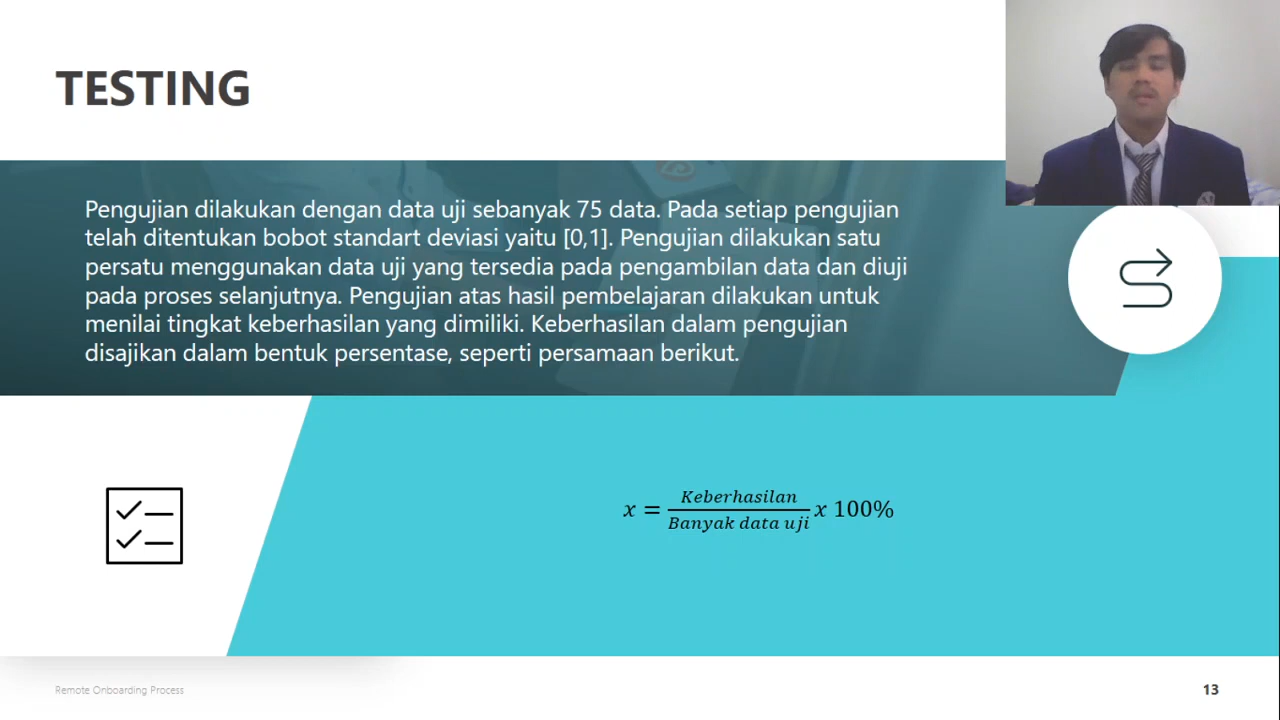 TESTING
Pengujian dilakukan dengan data uji sebanyak 75 data. Pada setiap pengujian
telah ditentukan bobot standart deviasi yaitu [0,1]. Pengujian dilakukan satu
persatu menggunakan data uji yang tersedia pada pengambilan data dan diuji
pada proses selanjutnya. Pengujian atas hasil pembelajaran dilakukan untuk
menilai tingkat keberhasilan yang dimiliki. Keberhasilan dalam pengujian
disajikan dalam bentuk persentase, seperti persamaan berikut.
x = Keberhasilan / Banyak data uji x 100%
Remote Onboarding Process
13